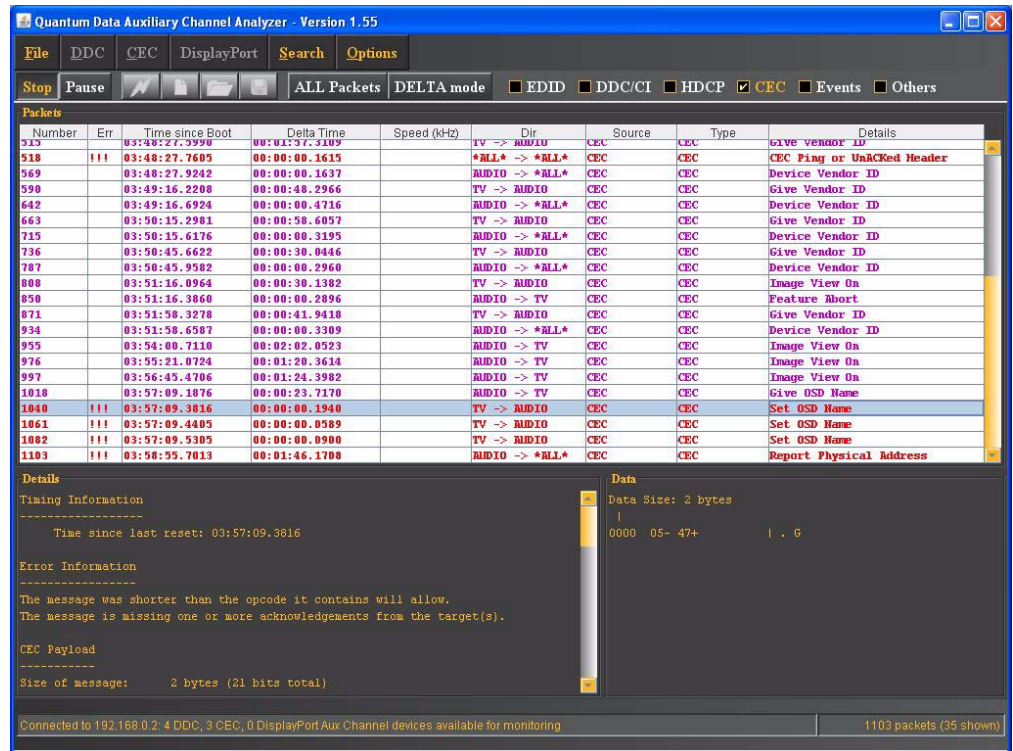 Quantum Data Auxiliary Channel Analyzer - Version 1.55
File DDC CEC DisplayPort Search Options
Stop Pause ALL Packets DELTA mode EDID DDC/CI HDCP CEC Events Others
Packets
Number Err Time since Boot Delta Time Speed (kHz) Dir Source Type Details
515 03:48:27.5990 00:01:57.3109 TV -> AUDIO CEC CEC Give Vendor ID
518 !!! 03:48:27.7605 00:00:00.1615 *ALL* -> *ALL* CEC CEC CEC Ping or UnACKed Header
569 03:48:27.9242 00:00:00.1637 AUDIO -> *ALL* CEC CEC Device Vendor ID
590 03:49:16.2208 00:00:48.2966 TV -> AUDIO CEC CEC Give Vendor ID
642 03:49:16.6924 00:00:00.4716 AUDIO -> *ALL* CEC CEC Device Vendor ID
663 03:50:15.2981 00:00:58.6057 TV -> AUDIO CEC CEC Give Vendor ID
715 03:50:15.6176 00:00:00.3195 AUDIO -> *ALL* CEC CEC Device Vendor ID
736 03:50:45.6622 00:00:30.0446 TV -> AUDIO CEC CEC Give Vendor ID
787 03:50:45.9582 00:00:00.2960 AUDIO -> *ALL* CEC CEC Device Vendor ID
808 03:51:16.0964 00:00:30.1382 TV -> AUDIO CEC CEC Image View On
850 03:51:16.3860 00:00:00.2896 AUDIO -> TV CEC CEC Feature Abort
871 03:51:58.3278 00:00:41.9418 TV -> AUDIO CEC CEC Give Vendor ID
934 03:51:58.6587 00:00:00.3309 AUDIO -> *ALL* CEC CEC Device Vendor ID
955 03:54:00.7110 00:02:02.0523 AUDIO -> TV CEC CEC Image View On
976 03:55:21.0724 00:01:20.3614 AUDIO -> TV CEC CEC Image View On
997 03:56:45.4706 00:01:24.3982 AUDIO -> TV CEC CEC Image View On
1018 03:57:09.1876 00:00:23.7170 AUDIO -> TV CEC CEC Give OSD Name
1040 !!! 03:57:09.3816 00:00:00.1940 TV -> AUDIO CEC CEC Set OSD Name
1061 !!! 03:57:09.4405 00:00:00.0589 TV -> AUDIO CEC CEC Set OSD Name
1082 !!! 03:57:09.5305 00:00:00.0900 TV -> AUDIO CEC CEC Set OSD Name
1103 !!! 03:58:55.7013 00:01:46.1708 AUDIO -> *ALL* CEC CEC Report Physical Address
Details
Timing Information
------------------
Time since last reset: 03:57:09.3816
Error Information
-----------------
The message was shorter than the opcode it contains will allow.
The message is missing one or more acknowledgements from the target(s).
CEC Payload
-----------
Size of message: 2 bytes (21 bits total)
Data
Data Size: 2 bytes
|
0000 05- 47+ | . G
Connected to 192.168.0.2: 4 DDC, 3 CEC, 0 DisplayPort Aux Channel devices available for monitoring
1103 packets (35 shown)